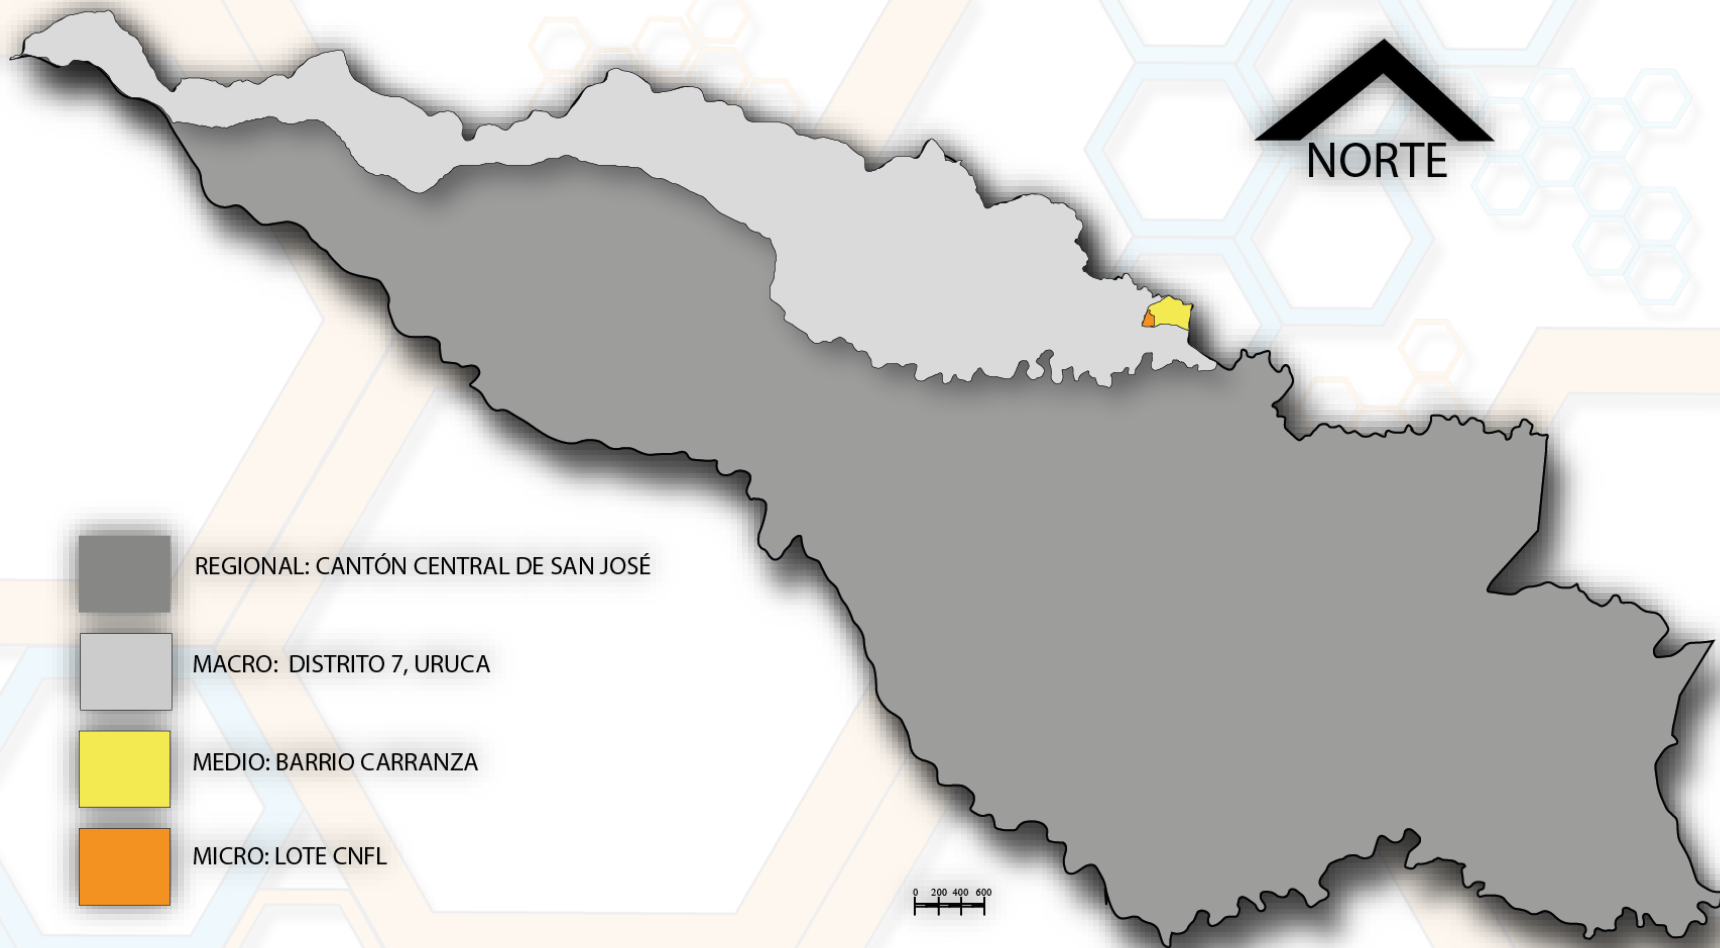 NORTE
REGIONAL: CANTÓN CENTRAL DE SAN JOSÉ
MACRO: DISTRITO 7, URUCA
MEDIO: BARRIO CARRANZA
MICRO: LOTE CNFL
0 200 400 600